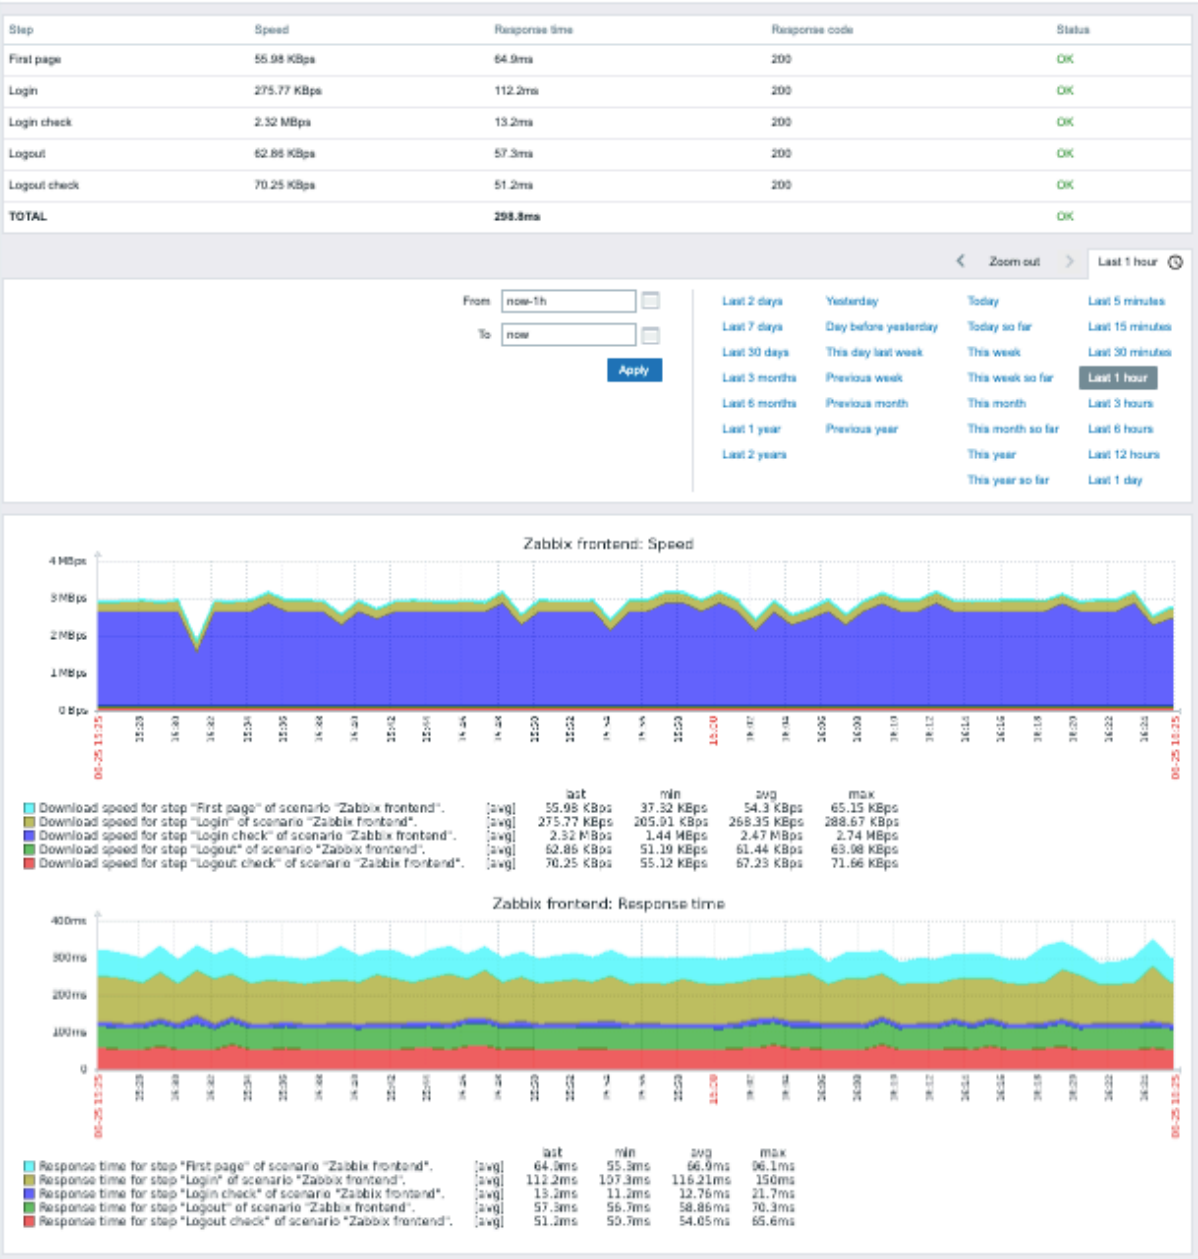 Step Speed Response time Response code Status
First page 55.98 KBps 64.9ms 200 OK
Login 275.77 KBps 112.2ms 200 OK
Login check 2.32 MBps 13.2ms 200 OK
Logout 62.86 KBps 57.3ms 200 OK
Logout check 70.25 KBps 51.2ms 200 OK
TOTAL 298.8ms OK
Zoom out Last 1 hour
From now-1h
To now
Apply
Last 2 days Yesterday Today Last 5 minutes
Last 7 days Day before yesterday Today so far Last 15 minutes
Last 30 days This day last week This week Last 30 minutes
Last 3 months Previous week This week so far Last 1 hour
Last 6 months Previous month This month Last 3 hours
Last 1 year Previous year This month so far Last 6 hours
Last 2 years This year Last 12 hours
This year so far Last 1 day
Zabbix frontend: Speed
4 MBps
3 MBps
2 MBps
1 MBps
0 Bps
last min avg max
Download speed for step "First page" of scenario "Zabbix frontend". [avg] 55.98 KBps 37.32 KBps 54.3 KBps 65.15 KBps
Download speed for step "Login" of scenario "Zabbix frontend". [avg] 275.77 KBps 205.91 KBps 268.35 KBps 288.67 KBps
Download speed for step "Login check" of scenario "Zabbix frontend". [avg] 2.32 MBps 1.44 MBps 2.47 MBps 2.74 MBps
Download speed for step "Logout" of scenario "Zabbix frontend". [avg] 62.86 KBps 51.19 KBps 61.44 KBps 63.98 KBps
Download speed for step "Logout check" of scenario "Zabbix frontend". [avg] 70.25 KBps 55.12 KBps 67.23 KBps 71.66 KBps
Zabbix frontend: Response time
400ms
300ms
200ms
100ms
0
last min avg max
Response time for step "First page" of scenario "Zabbix frontend". [avg] 64.9ms 55.3ms 66.9ms 96.1ms
Response time for step "Login" of scenario "Zabbix frontend". [avg] 112.2ms 107.3ms 116.21ms 150ms
Response time for step "Login check" of scenario "Zabbix frontend". [avg] 13.2ms 11.2ms 12.76ms 21.7ms
Response time for step "Logout" of scenario "Zabbix frontend". [avg] 57.3ms 56.7ms 58.86ms 70.3ms
Response time for step "Logout check" of scenario "Zabbix frontend". [avg] 51.2ms 50.7ms 54.05ms 65.6ms